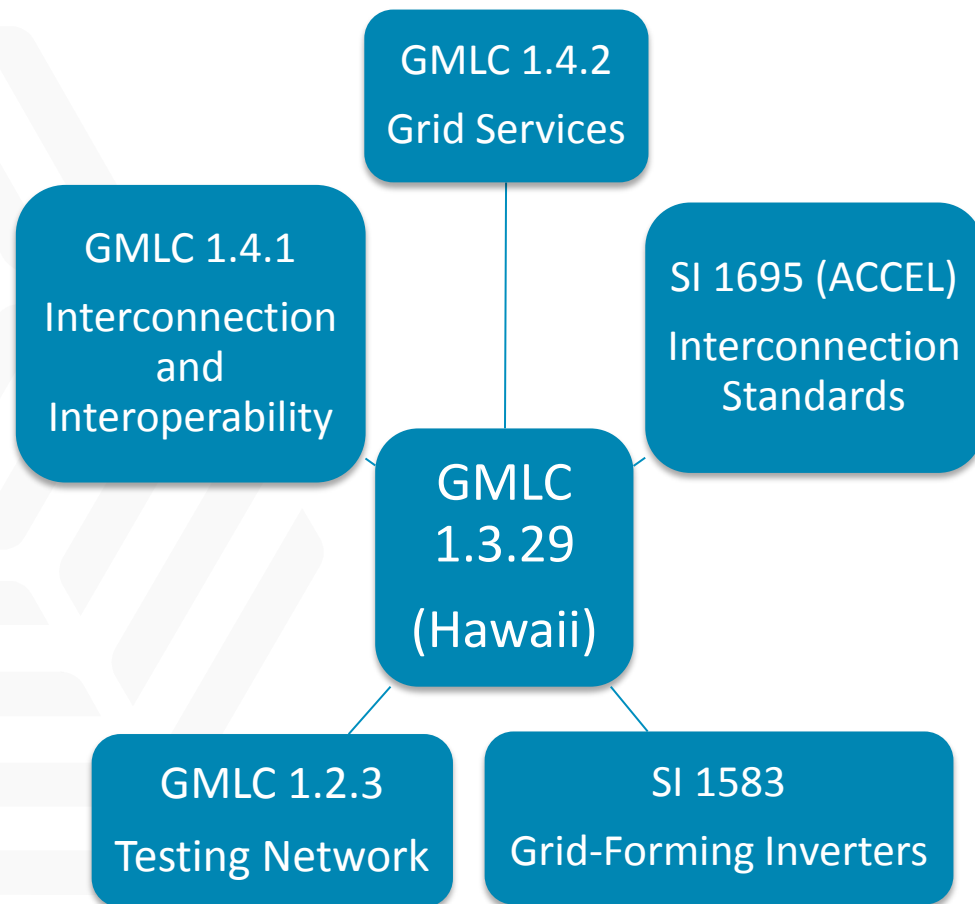 GMLC 1.4.2
Grid Services
GMLC 1.4.1
Interconnection
and
Interoperability
SI 1695 (ACCEL)
Interconnection
Standards
GMLC
1.3.29
(Hawaii)
GMLC 1.2.3
Testing Network
SI 1583
Grid-Forming Inverters